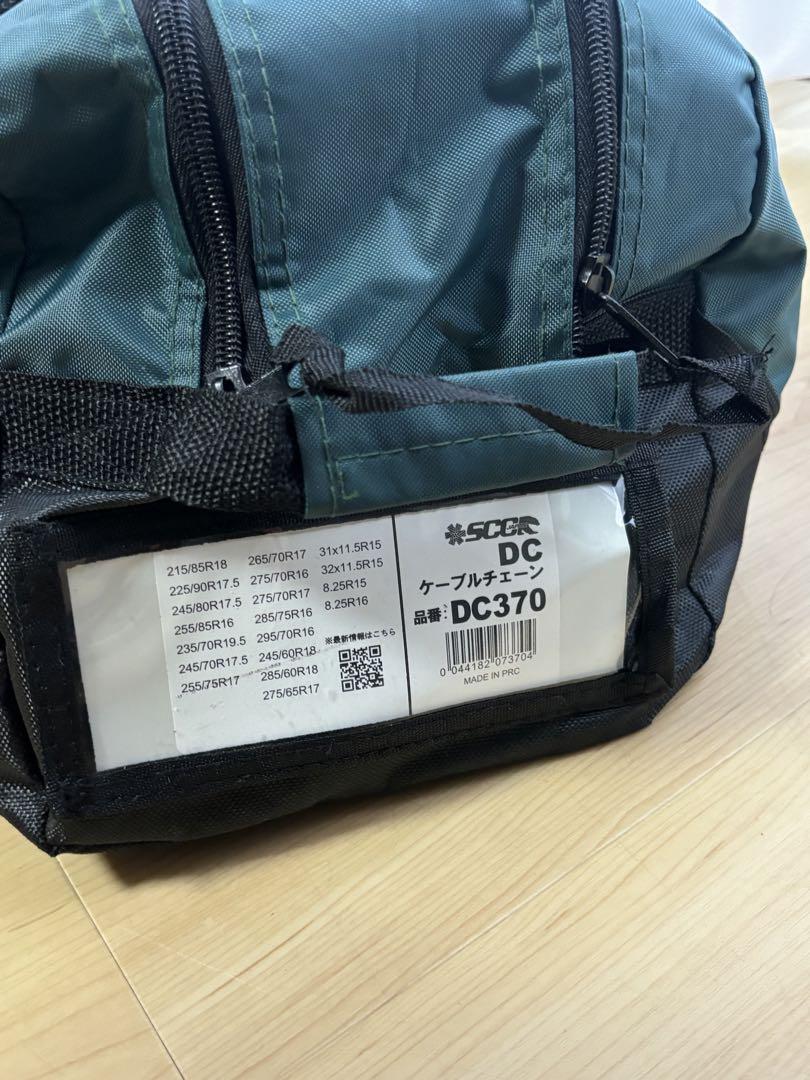 215/85R18 265/70R17 31x11.5R15
225/90R17.5 275/70R16 32x11.5R15
245/80R17.5 275/70R17 8.25R15
255/85R16 285/75R16 8.25R16
235/70R19.5 295/70R16
245/70R17.5 245/60R18
255/75R17 285/60R18
275/65R17
※最新情報はこちら
SCC JAPAN
DC
ケーブルチェーン
品番: DC370
0 044182 073704
MADE IN PRC